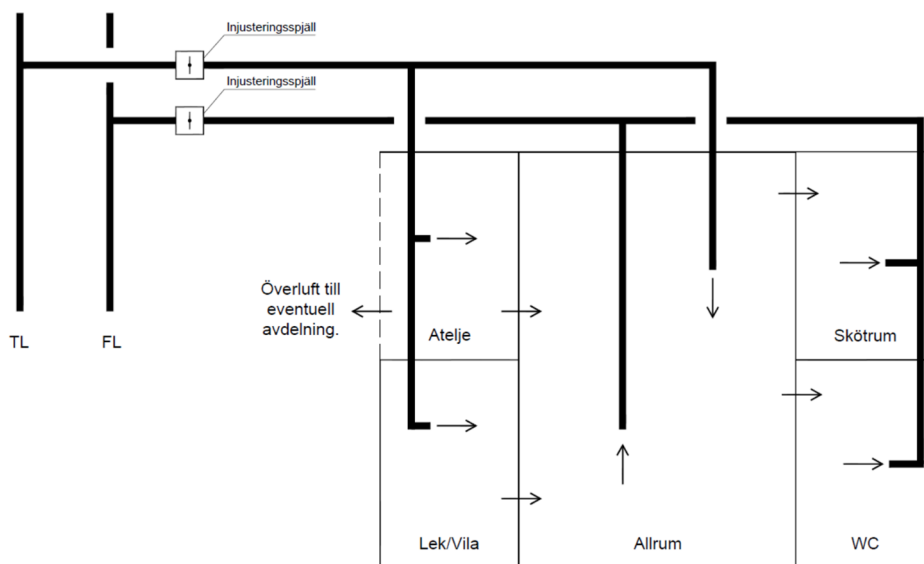 Injusteringsspjäll
Injusteringsspjäll
Överluft till
eventuell
avdelning.
TL
FL
Atelje
Skötrum
Lek/Vila
Allrum
WC